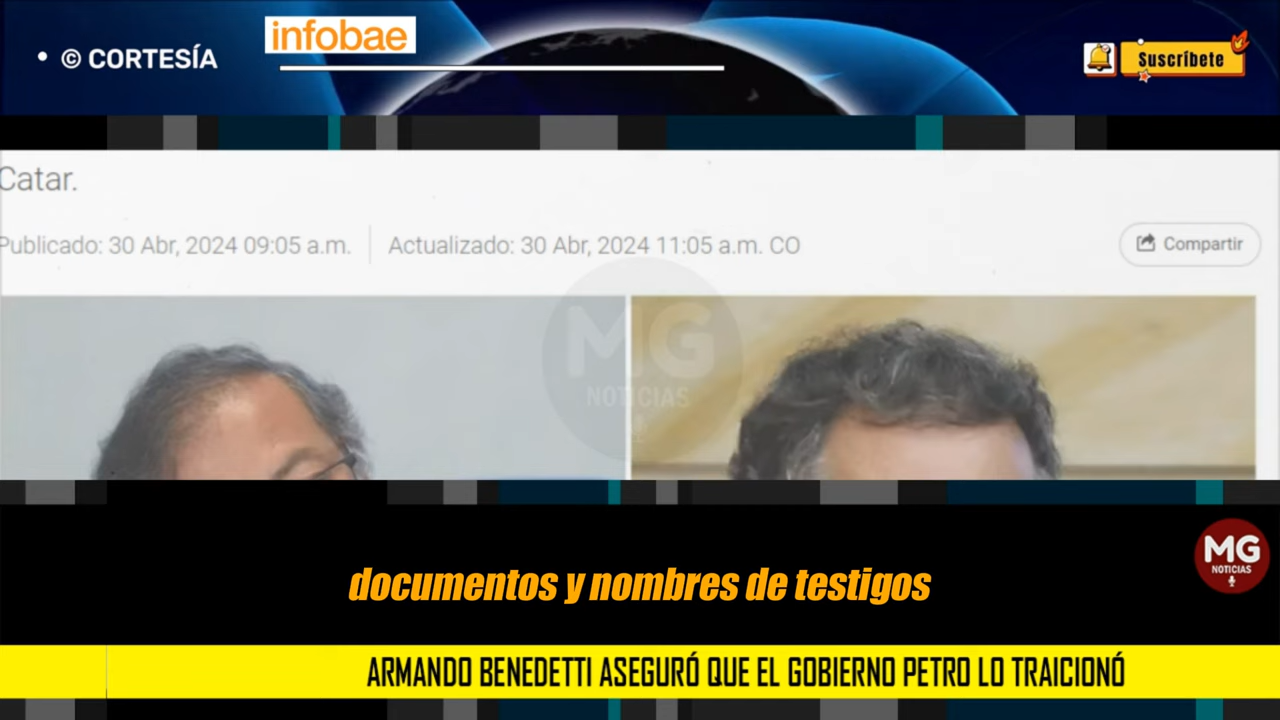 • © CORTESÍA
infobae
Suscríbete
Catar.
Publicado: 30 Abr, 2024 09:05 a.m.
Actualizado: 30 Abr, 2024 11:05 a.m. CO
Compartir
MG
NOTICIAS
documentos y nombres de testigos
MG
NOTICIAS
ARMANDO BENEDETTI ASEGURÓ QUE EL GOBIERNO PETRO LO TRAICIONÓ